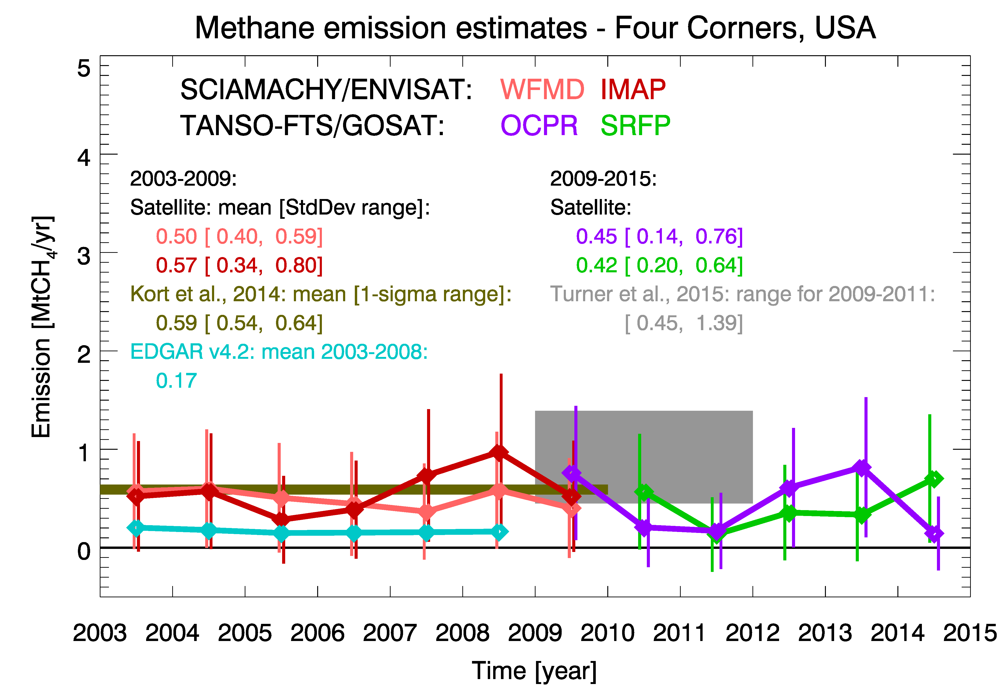 Methane emission estimates - Four Corners, USA
5
SCIAMACHY/ENVISAT: WFMD IMAP
TANSO-FTS/GOSAT: OCPR SRFP
4
2003-2009:
Satellite: mean [StdDev range]:
0.50 [ 0.40, 0.59]
0.57 [ 0.34, 0.80]
Kort et al., 2014: mean [1-sigma range]:
0.59 [ 0.54, 0.64]
EDGAR v4.2: mean 2003-2008:
0.17
2009-2015:
Satellite:
0.45 [ 0.14, 0.76]
0.42 [ 0.20, 0.64]
Turner et al., 2015: range for 2009-2011:
[ 0.45, 1.39]
3
2
1
0
Emission [MtCH₄/yr]
2003 2004 2005 2006 2007 2008 2009 2010 2011 2012 2013 2014 2015
Time [year]